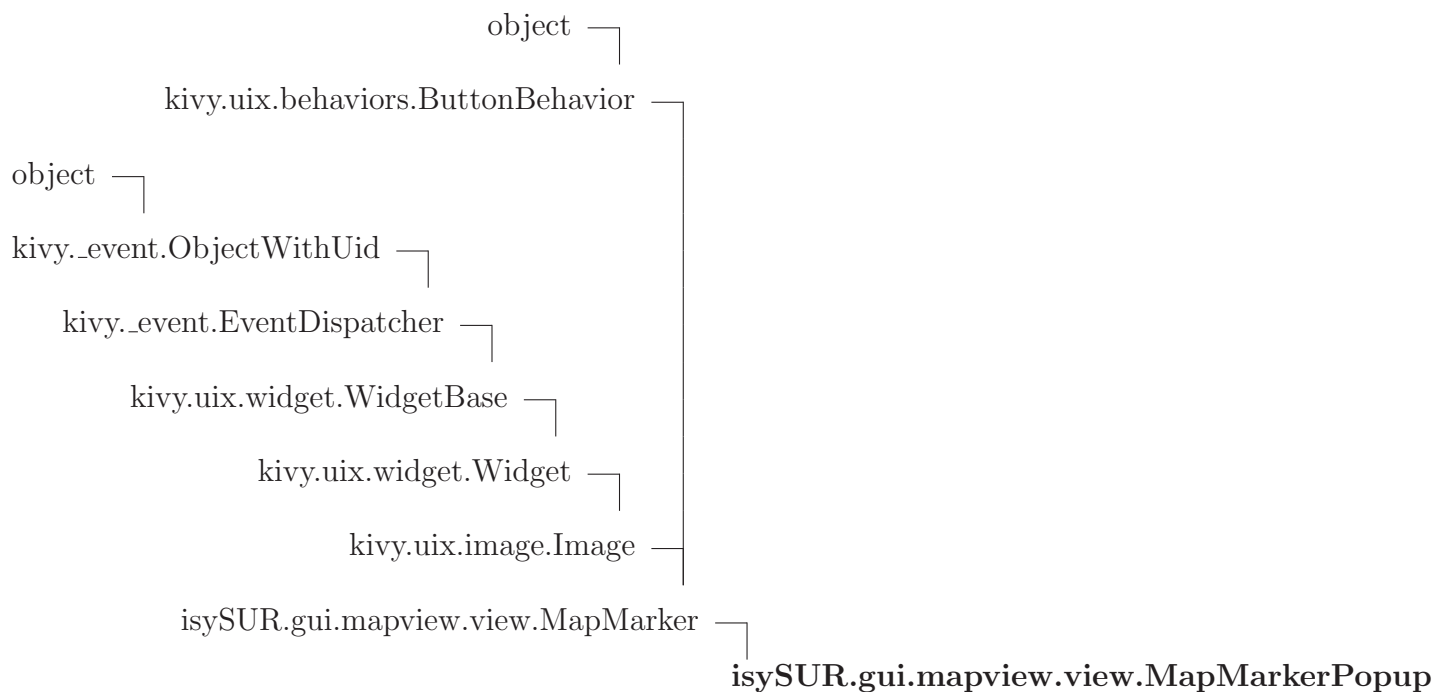 object
kivy.uix.behaviors.ButtonBehavior
object
kivy._event.ObjectWithUid
kivy._event.EventDispatcher
kivy.uix.widget.WidgetBase
kivy.uix.widget.Widget
kivy.uix.image.Image
isySUR.gui.mapview.view.MapMarker
isySUR.gui.mapview.view.MapMarkerPopup